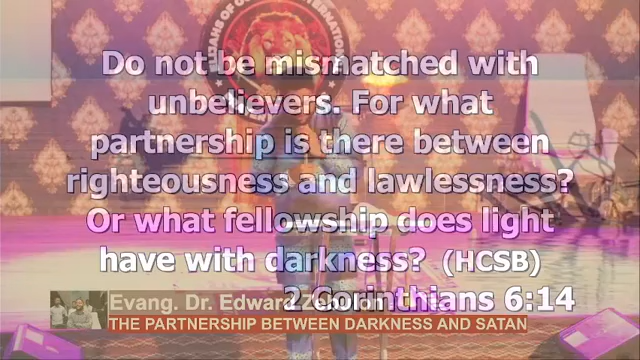 Do not be mismatched with
unbelievers. For what
partnership is there between
righteousness and lawlessness?
Or what fellowship does light
have with darkness? (HCSB)
2 Corinthians 6:14
Evang. Dr. Edward Zebulon
THE PARTNERSHIP BETWEEN DARKNESS AND SATAN